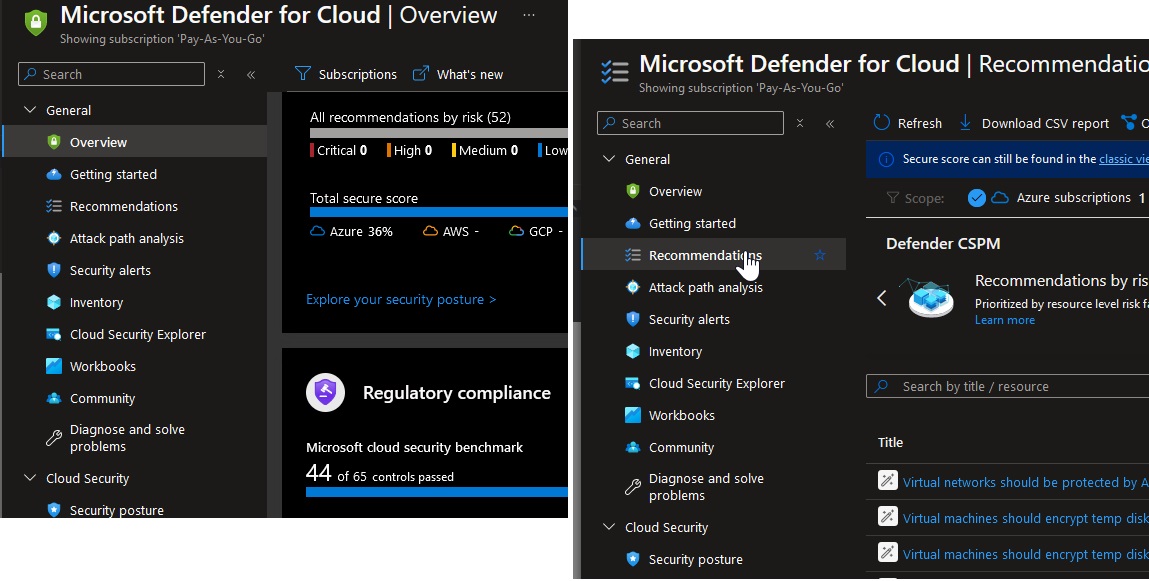 Microsoft Defender for Cloud | Overview ...
Showing subscription 'Pay-As-You-Go'
Search
Subscriptions What's new
General
Overview
Getting started
Recommendations
Attack path analysis
Security alerts
Inventory
Cloud Security Explorer
Workbooks
Community
Diagnose and solve
problems
Cloud Security
Security posture
All recommendations by risk (52)
Critical 0 High 0 Medium 0 Low
Total secure score
Azure 36% AWS - GCP -
Explore your security posture >
Regulatory compliance
Microsoft cloud security benchmark
44 of 65 controls passed
Microsoft Defender for Cloud | Recommendatio
Showing subscription 'Pay-As-You-Go'
Search
Refresh Download CSV report
General
Overview
Getting started
Recommendations
Attack path analysis
Security alerts
Inventory
Cloud Security Explorer
Workbooks
Community
Diagnose and solve
problems
Cloud Security
Security posture
Secure score can still be found in the classic vie
Scope: Azure subscriptions 1
Defender CSPM
Recommendations by ris
Prioritized by resource level risk fa
Learn more
Search by title / resource
Title
Virtual networks should be protected by A
Virtual machines should encrypt temp disk
Virtual machines should encrypt temp disk